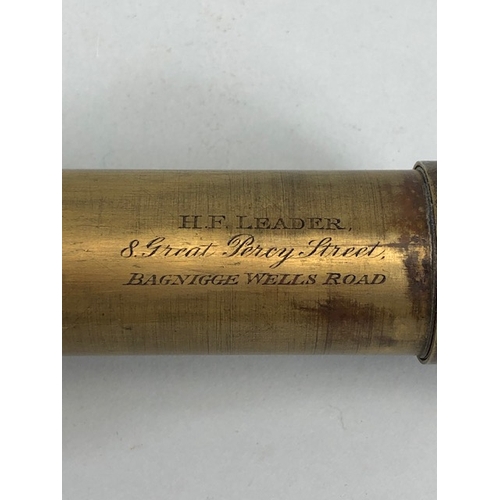 H.F. LEADER,
8 Great Percy Street,
BAGNIGGE WELLS ROAD